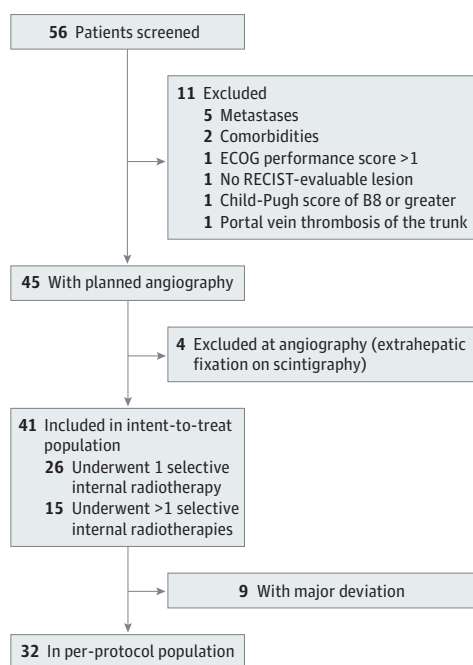 56 Patients screened
11 Excluded
5 Metastases
2 Comorbidities
1 ECOG performance score >1
1 No RECIST-evaluable lesion
1 Child-Pugh score of B8 or greater
1 Portal vein thrombosis of the trunk
45 With planned angiography
4 Excluded at angiography (extrahepatic
fixation on scintigraphy)
41 Included in intent-to-treat
population
26 Underwent 1 selective
internal radiotherapy
15 Underwent >1 selective
internal radiotherapies
9 With major deviation
32 In per-protocol population